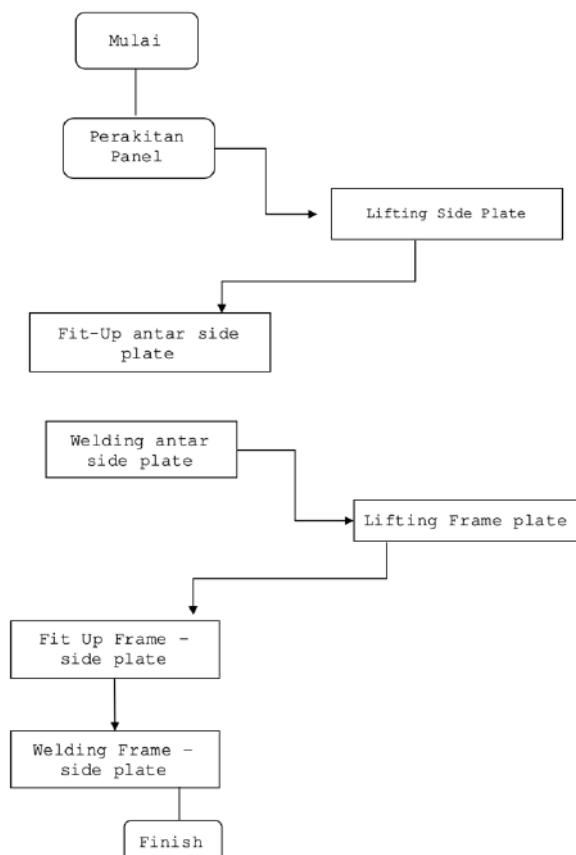 Mulai
Perakitan
Panel
Lifting Side Plate
Fit-Up antar side
plate
Welding antar
side plate
Lifting Frame plate
Fit Up Frame –
side plate
Welding Frame –
side plate
Finish